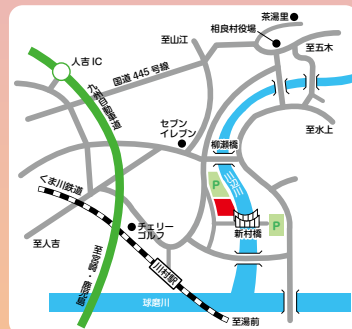 茶湯里
相良村役場
至山江
至五木
人吉IC
国道445号線
九州自動車道
セブン
イレブン
至水上
柳瀬橋
川辺川
P
くま川鉄道
新村橋
P
チェリー
ゴルフ
至人吉
至宮崎・鹿児島
川村駅
球磨川
至湯前